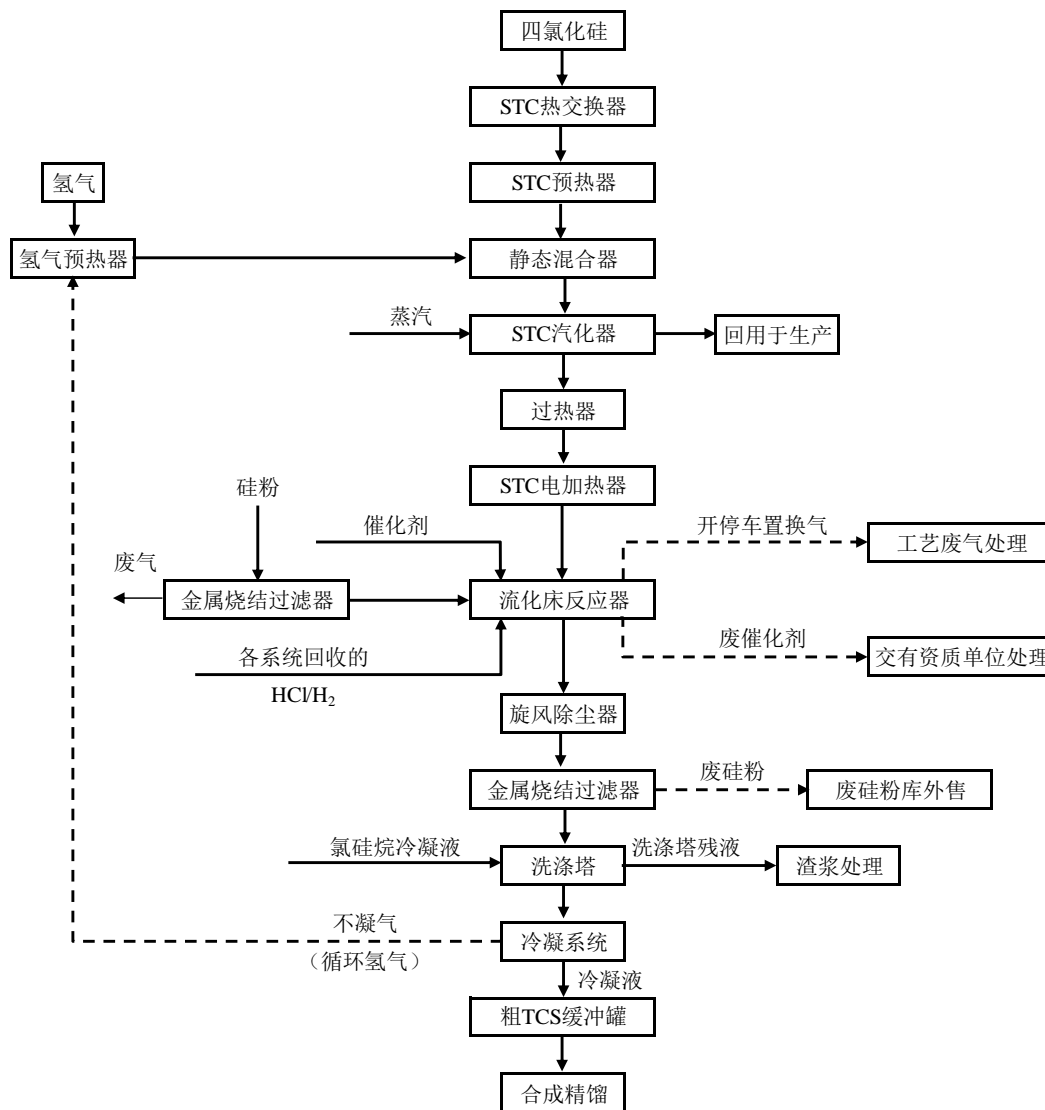 四氯化硅
STC热交换器
氢气
STC预热器
氢气预热器
静态混合器
蒸汽
STC汽化器
回用于生产
过热器
硅粉
STC电加热器
催化剂
开停车置换气
工艺废气处理
废气
金属烧结过滤器
流化床反应器
废催化剂
各系统回收的
HCl/H₂
交有资质单位处理
旋风除尘器
金属烧结过滤器
废硅粉
废硅粉库外售
氯硅烷冷凝液
洗涤塔
洗涤塔残液
渣浆处理
不凝气
（循环氢气）
冷凝系统
冷凝液
粗TCS缓冲罐
合成精馏